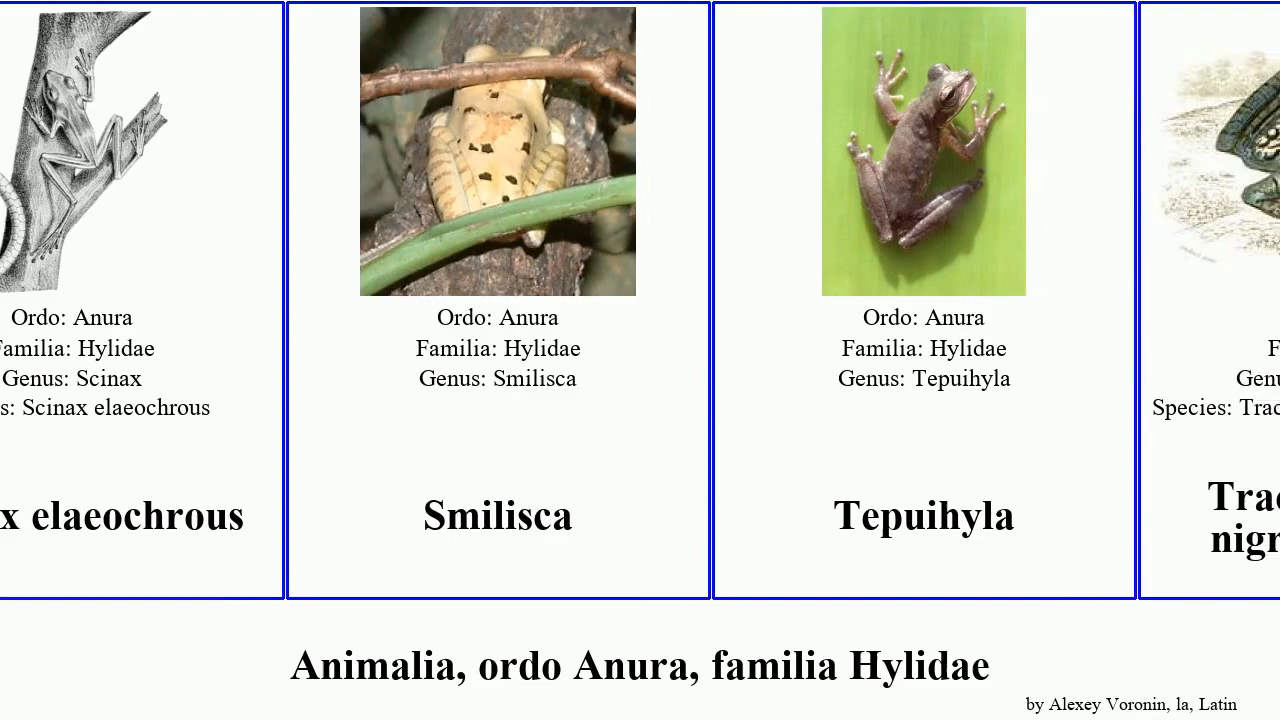 Ordo: Anura
Familia: Hylidae
Genus: Scinax
s: Scinax elaeochrous
x elaeochrous
Ordo: Anura
Familia: Hylidae
Genus: Smilisca
Smilisca
Ordo: Anura
Familia: Hylidae
Genus: Tepuihyla
Tepuihyla
F
Genu
Species: Trac
Trac
nigr
Animalia, ordo Anura, familia Hylidae
by Alexey Voronin, la, Latin